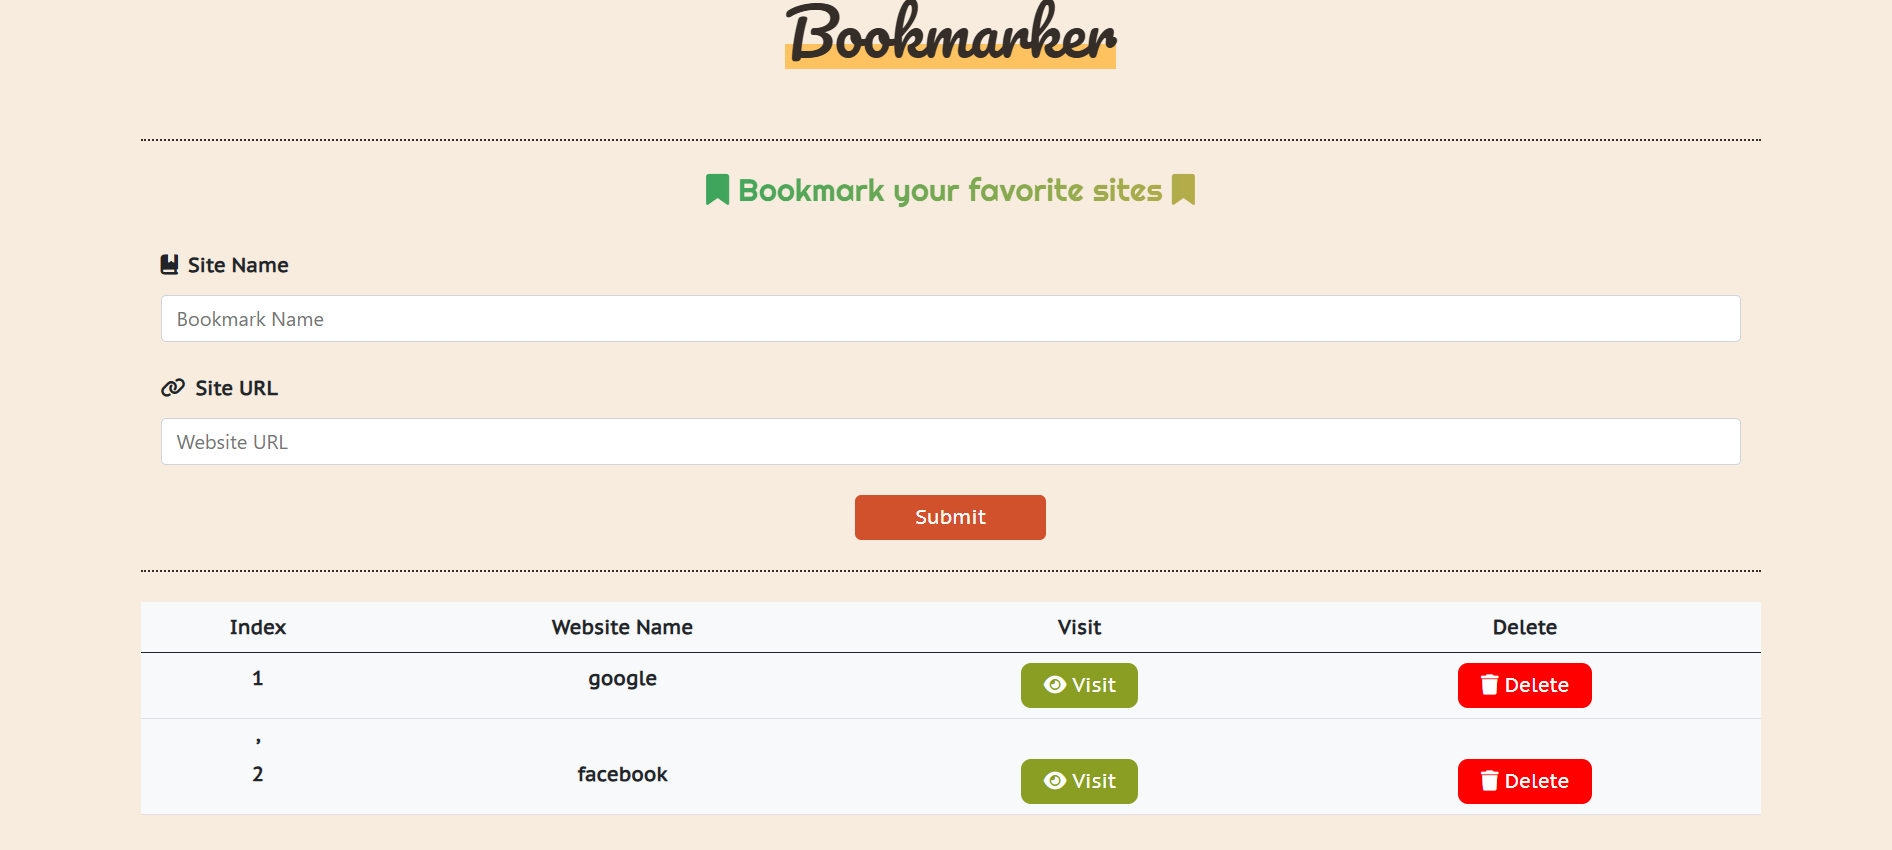 Bookmarker
Bookmark your favorite sites
Site Name
Bookmark Name
Site URL
Website URL
Submit
Index Website Name Visit Delete
1 google Visit Delete
,
2 facebook Visit Delete